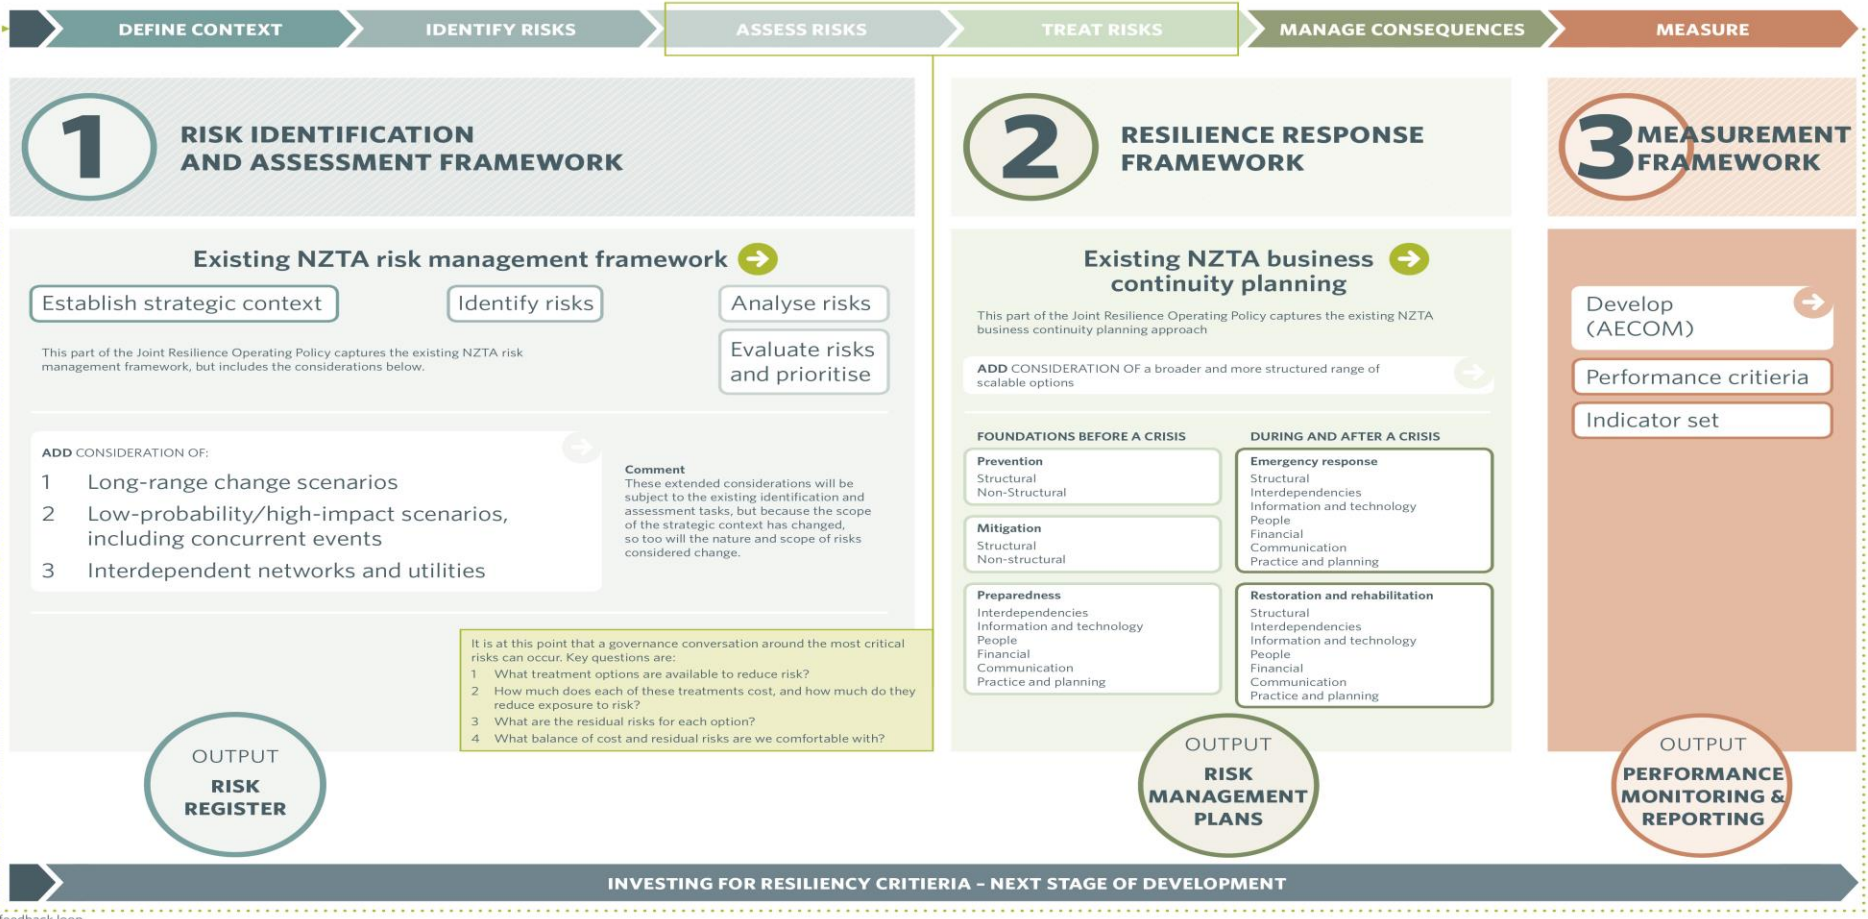 DEFINE CONTEXT
IDENTIFY RISKS
ASSESS RISKS
TREAT RISKS
MANAGE CONSEQUENCES
MEASURE
1
RISK IDENTIFICATION
AND ASSESSMENT FRAMEWORK
Existing NZTA risk management framework
Establish strategic context
Identify risks
Analyse risks
Evaluate risks
and prioritise
This part of the Joint Resilience Operating Policy captures the existing NZTA risk
management framework, but includes the considerations below.
ADD CONSIDERATION OF:
1 Long-range change scenarios
2 Low-probability/high-impact scenarios,
including concurrent events
3 Interdependent networks and utilities
Comment
These extended considerations will be
subject to the existing identification and
assessment tasks, but because the scope
of the strategic context has changed,
so too will the nature and scope of risks
considered change.
It is at this point that a governance conversation around the most critical
risks can occur. Key questions are:
1 What treatment options are available to reduce risk?
2 How much does each of these treatments cost, and how much do they
reduce exposure to risk?
3 What are the residual risks for each option?
4 What balance of cost and residual risks are we comfortable with?
OUTPUT
RISK
REGISTER
2
RESILIENCE RESPONSE
FRAMEWORK
Existing NZTA business
continuity planning
This part of the Joint Resilience Operating Policy captures the existing NZTA
business continuity planning approach
ADD CONSIDERATION OF a broader and more structured range of
scalable options
FOUNDATIONS BEFORE A CRISIS
Prevention
Structural
Non-Structural
Mitigation
Structural
Non-structural
Preparedness
Interdependencies
Information and technology
People
Financial
Communication
Practice and planning
DURING AND AFTER A CRISIS
Emergency response
Structural
Interdependencies
Information and technology
People
Financial
Communication
Practice and planning
Restoration and rehabilitation
Structural
Interdependencies
Information and technology
People
Financial
Communication
Practice and planning
OUTPUT
RISK
MANAGEMENT
PLANS
3
MEASUREMENT
FRAMEWORK
Develop
(AECOM)
Performance critieria
Indicator set
OUTPUT
PERFORMANCE
MONITORING &
REPORTING
INVESTING FOR RESILIENCY CRITIERIA – NEXT STAGE OF DEVELOPMENT